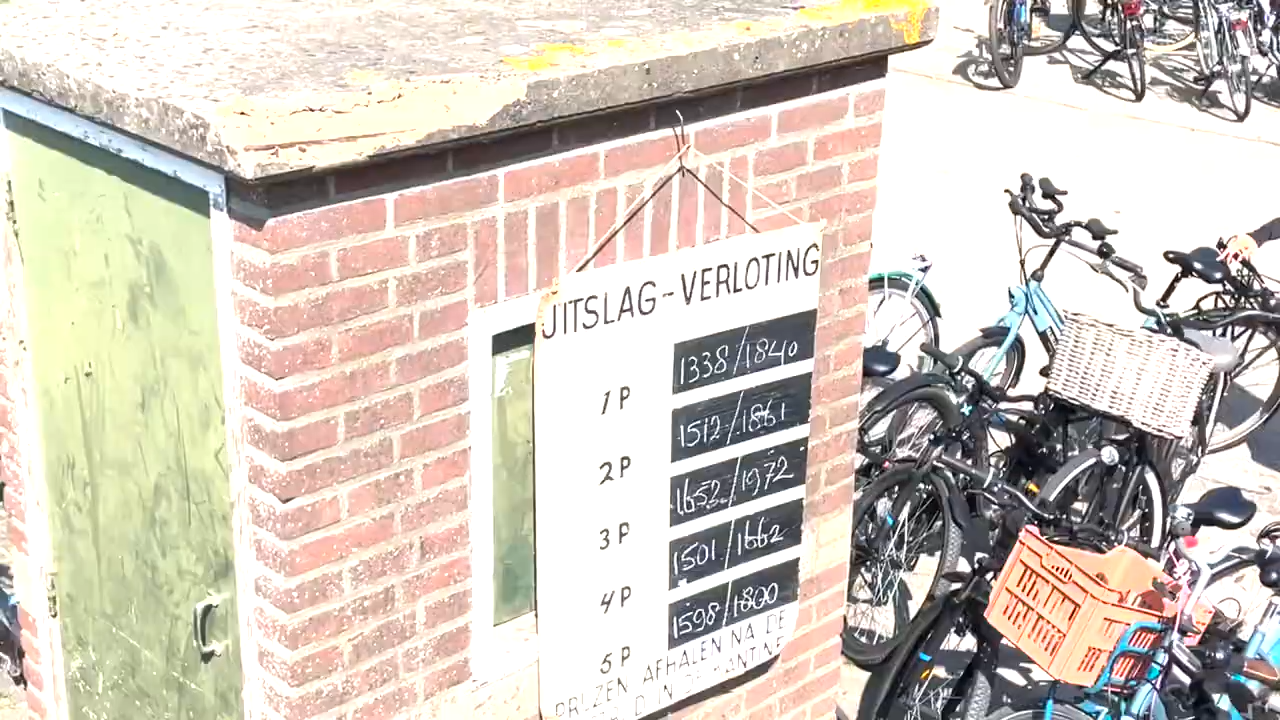 UITSLAG-VERLOTING
1P 1338/1840
2P 1512/1861
3P 1652/1972
4P 1501/1662
5P 1598/1800
PRIJZEN AFHALEN NA DE